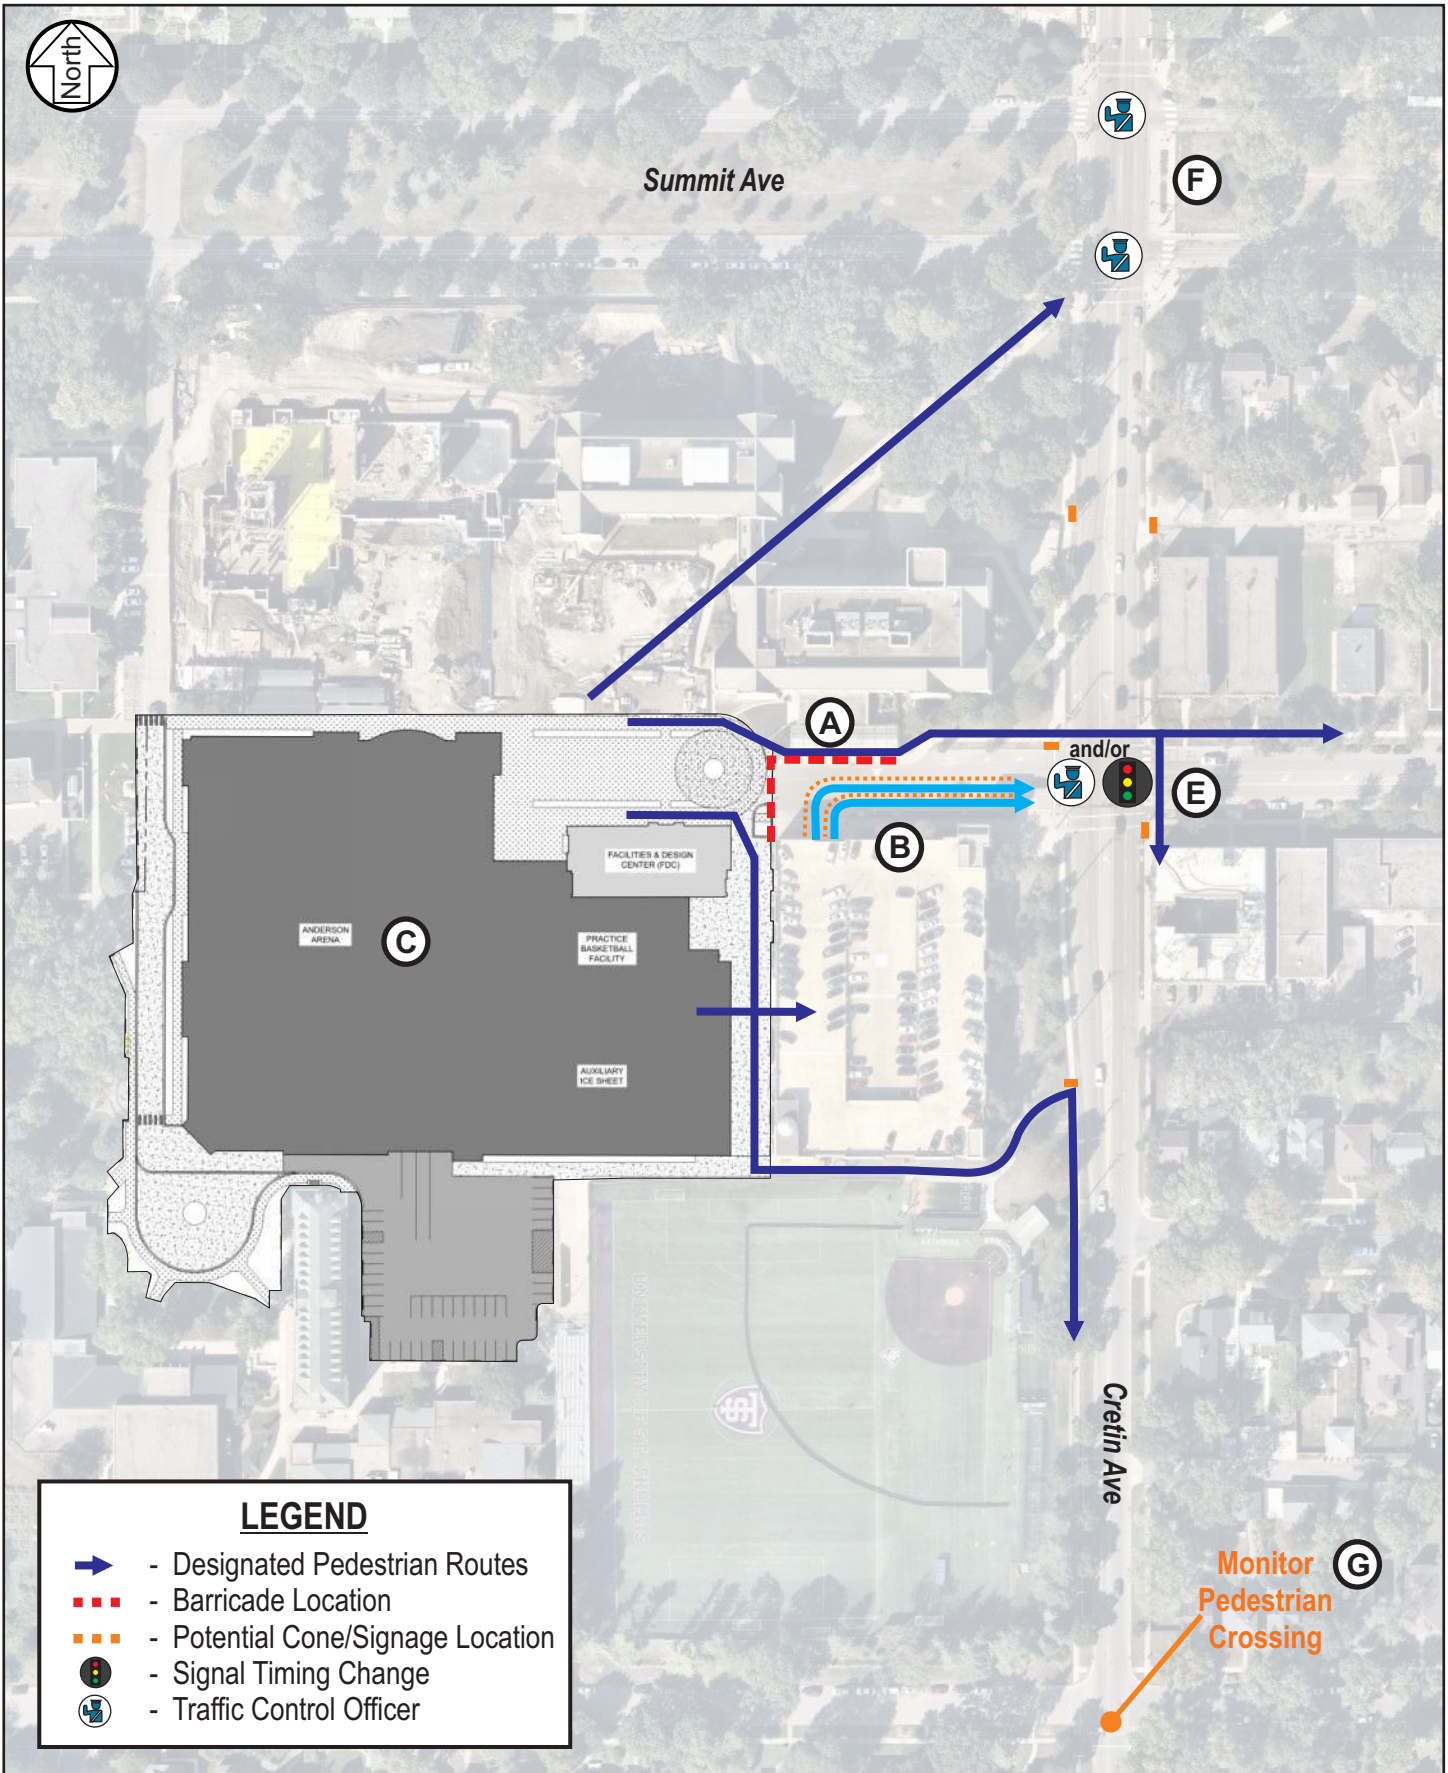 North
Summit Ave
F
A
and/or
E
B
FACILITIES & DESIGN
CENTER (FDC)
ANDERSON
ARENA
C
PRACTICE
BASKETBALL
FACILITY
AUXILIARY
ICE SHEET
Cretin Ave
LEGEND
- Designated Pedestrian Routes
- Barricade Location
- Potential Cone/Signage Location
- Signal Timing Change
- Traffic Control Officer
Monitor
Pedestrian
Crossing
G